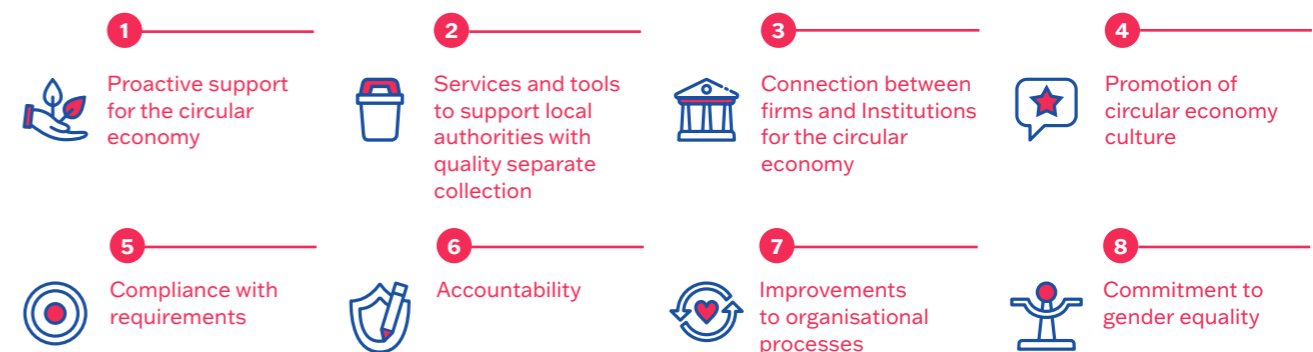 1
Proactive support
for the circular
economy
2
Services and tools
to support local
authorities with
quality separate
collection
3
Connection between
firms and Institutions
for the circular
economy
4
Promotion of
circular economy
culture
5
Compliance with
requirements
6
Accountability
7
Improvements
to organisational
processes
8
Commitment to
gender equality